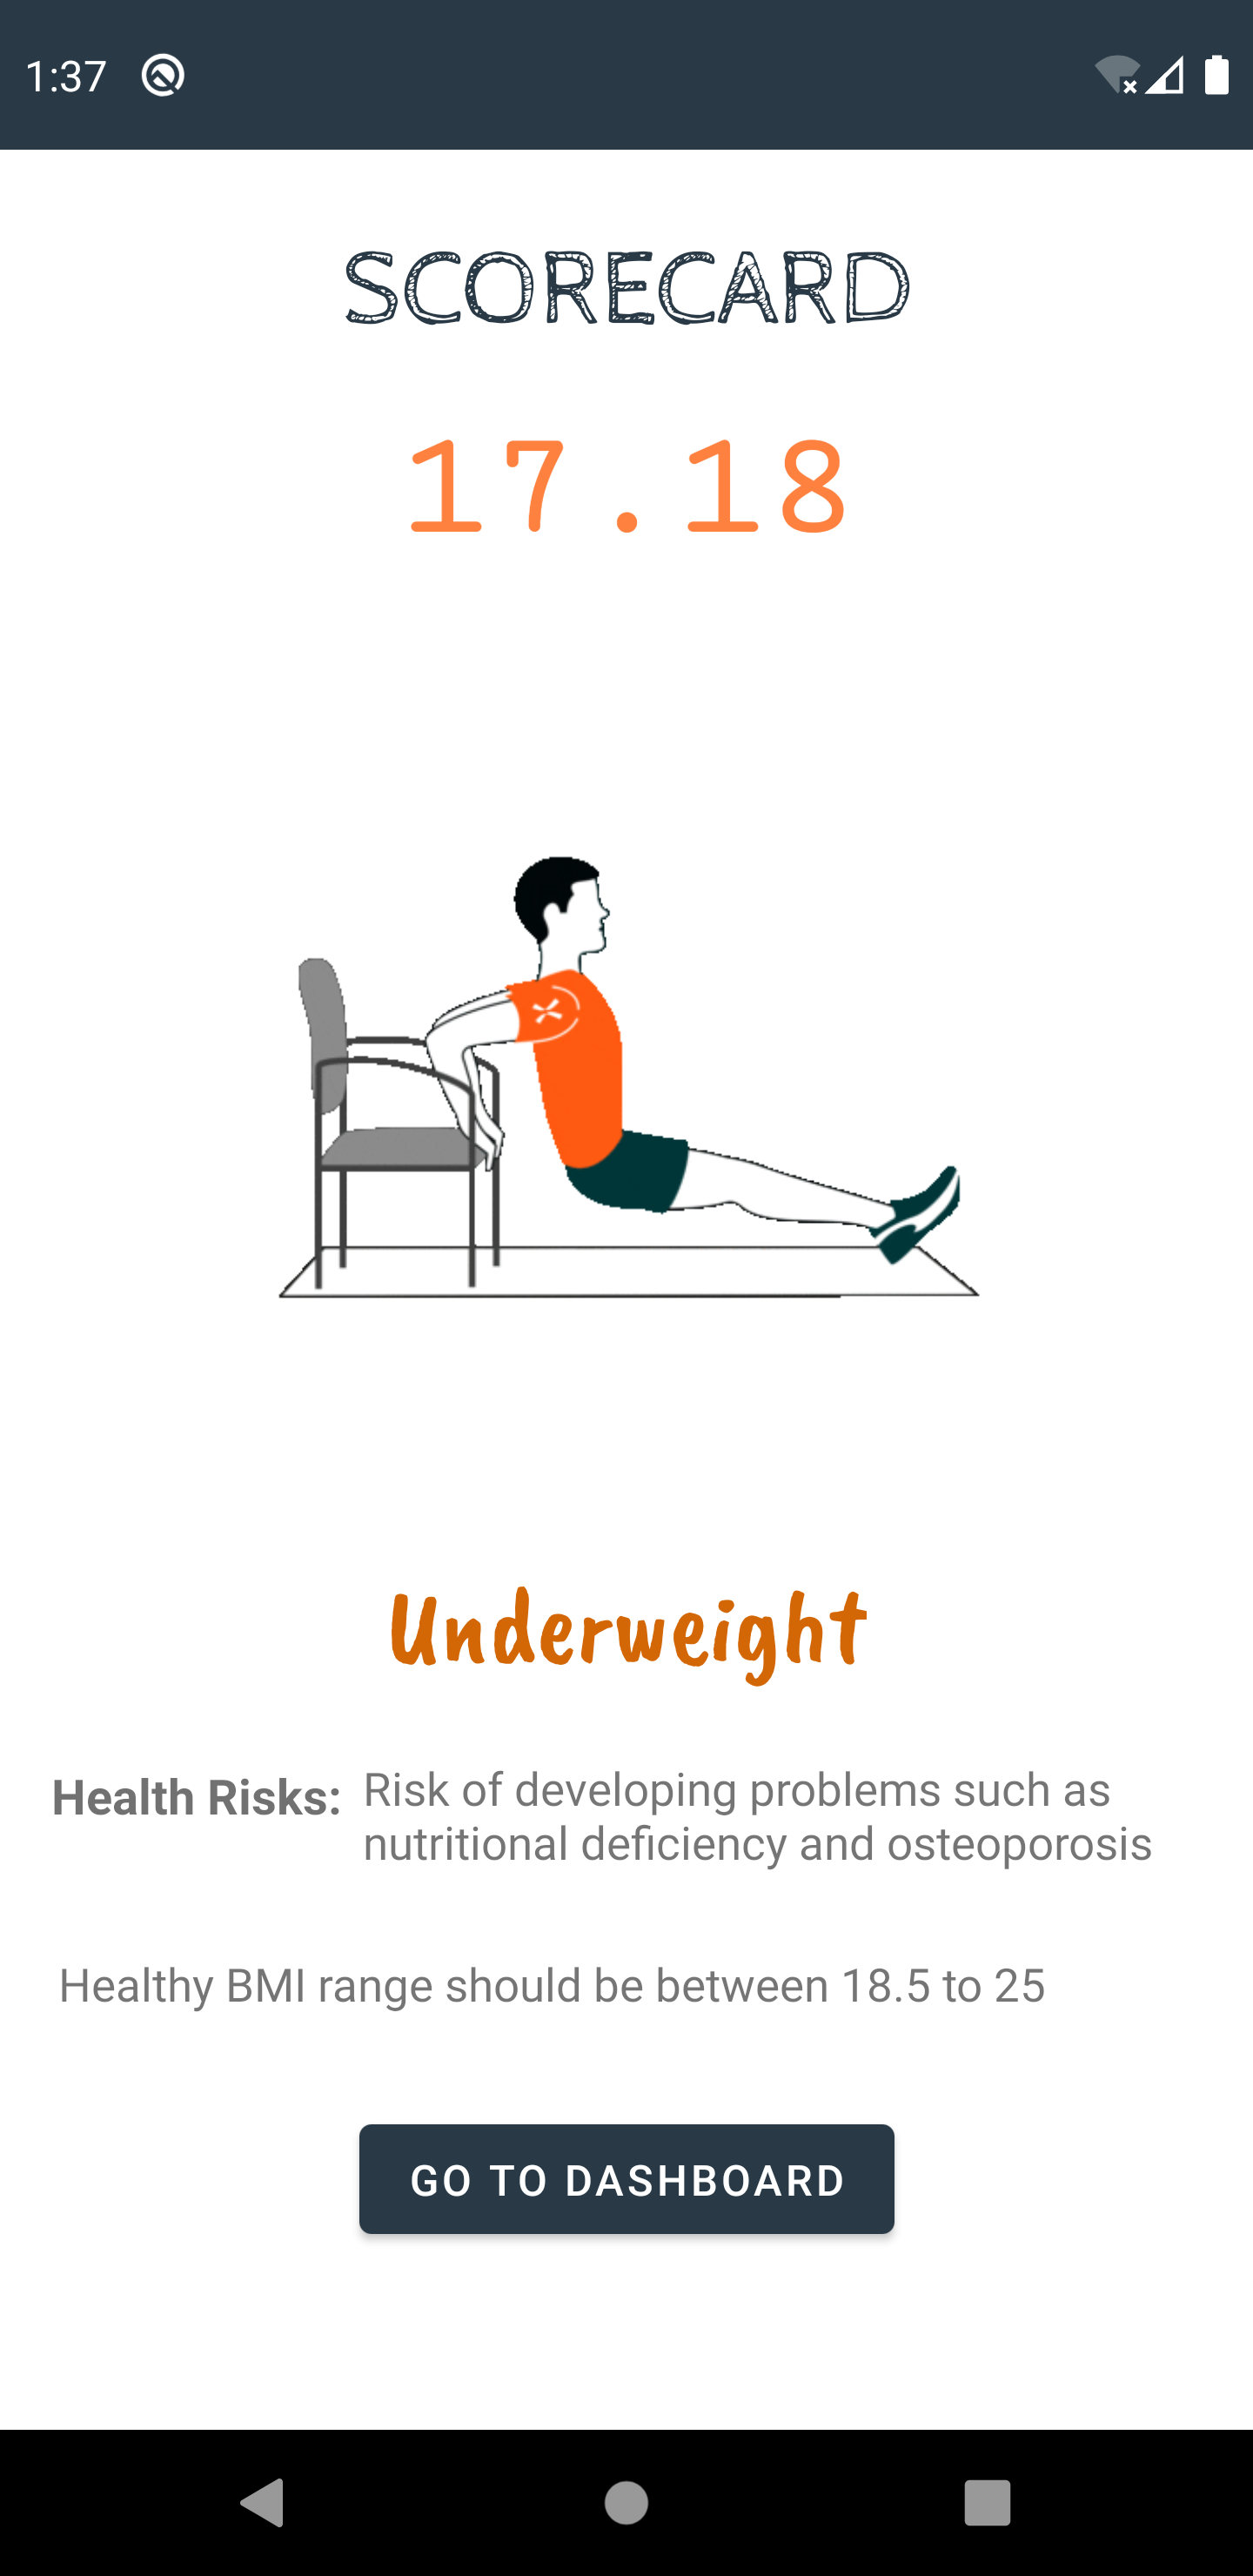 1:37
SCORECARD
17.18
Underweight
Health Risks: Risk of developing problems such as
nutritional deficiency and osteoporosis
Healthy BMI range should be between 18.5 to 25
GO TO DASHBOARD